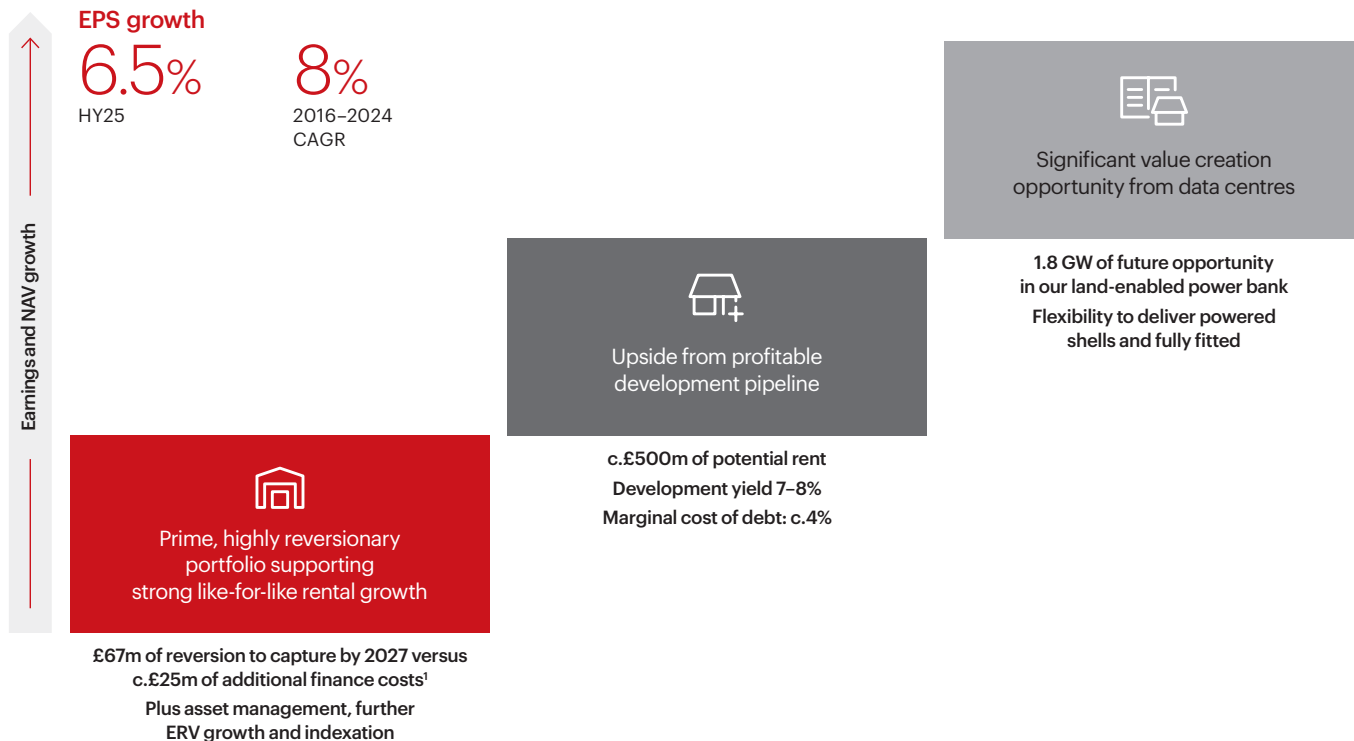 EPS growth
6.5%
HY25
8%
2016–2024
CAGR
Earnings and NAV growth
Prime, highly reversionary
portfolio supporting
strong like-for-like rental growth
£67m of reversion to capture by 2027 versus
c.£25m of additional finance costs¹
Plus asset management, further
ERV growth and indexation
Upside from profitable
development pipeline
c.£500m of potential rent
Development yield 7–8%
Marginal cost of debt: c.4%
Significant value creation
opportunity from data centres
1.8 GW of future opportunity
in our land-enabled power bank
Flexibility to deliver powered
shells and fully fitted